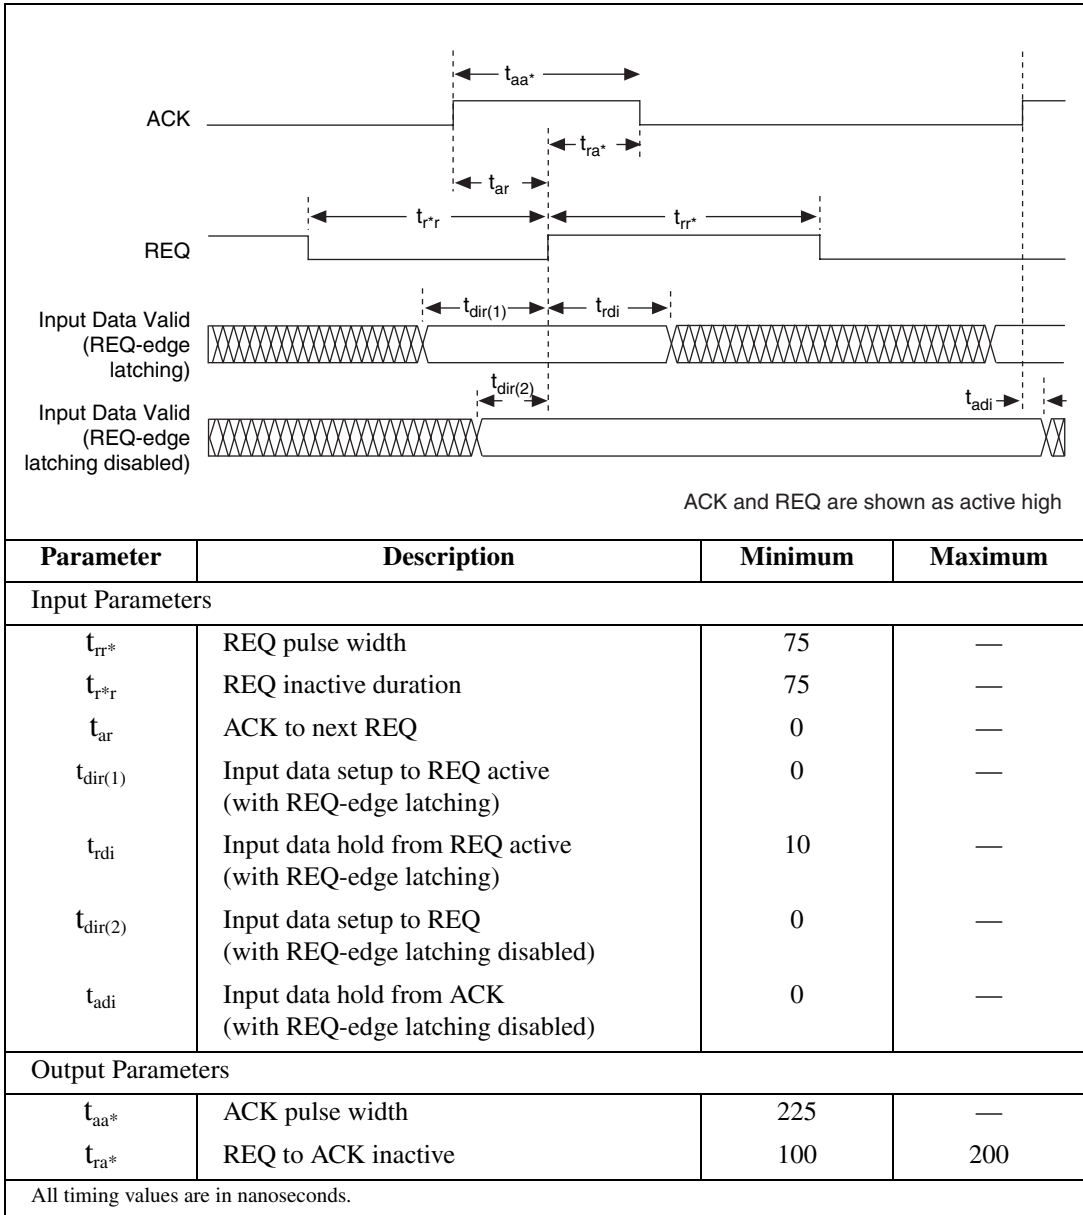 t_aa*
ACK
t_ra*
t_ar
t_r*r
t_rr*
REQ
t_dir(1)
t_rdi
Input Data Valid
(REQ-edge
latching)
t_dir(2)
t_adi
Input Data Valid
(REQ-edge
latching disabled)
ACK and REQ are shown as active high
Parameter Description Minimum Maximum
Input Parameters
t_rr* REQ pulse width 75 —
t_r*r REQ inactive duration 75 —
t_ar ACK to next REQ 0 —
t_dir(1) Input data setup to REQ active 0 —
(with REQ-edge latching)
t_rdi Input data hold from REQ active 10 —
(with REQ-edge latching)
t_dir(2) Input data setup to REQ 0 —
(with REQ-edge latching disabled)
t_adi Input data hold from ACK 0 —
(with REQ-edge latching disabled)
Output Parameters
t_aa* ACK pulse width 225 —
t_ra* REQ to ACK inactive 100 200
All timing values are in nanoseconds.